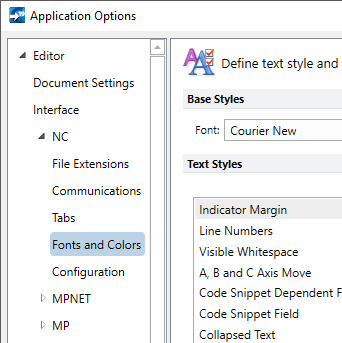 Application Options
Editor
Document Settings
Interface
NC
File Extensions
Communications
Tabs
Fonts and Colors
Configuration
MPNET
MP
Define text style and
Base Styles
Font: Courier New
Text Styles
Indicator Margin
Line Numbers
Visible Whitespace
A, B and C Axis Move
Code Snippet Dependent F
Code Snippet Field
Collapsed Text